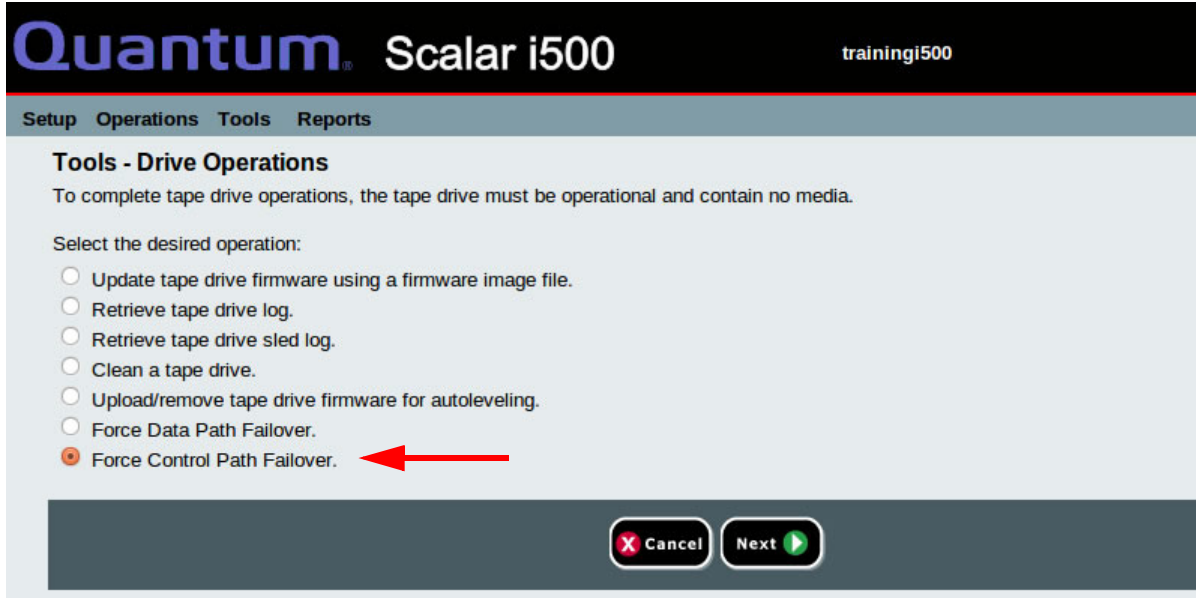 Quantum® Scalar i500 trainingi500
Setup Operations Tools Reports
Tools - Drive Operations
To complete tape drive operations, the tape drive must be operational and contain no media.
Select the desired operation:
Update tape drive firmware using a firmware image file.
Retrieve tape drive log.
Retrieve tape drive sled log.
Clean a tape drive.
Upload/remove tape drive firmware for autoleveling.
Force Data Path Failover.
Force Control Path Failover.
Cancel Next